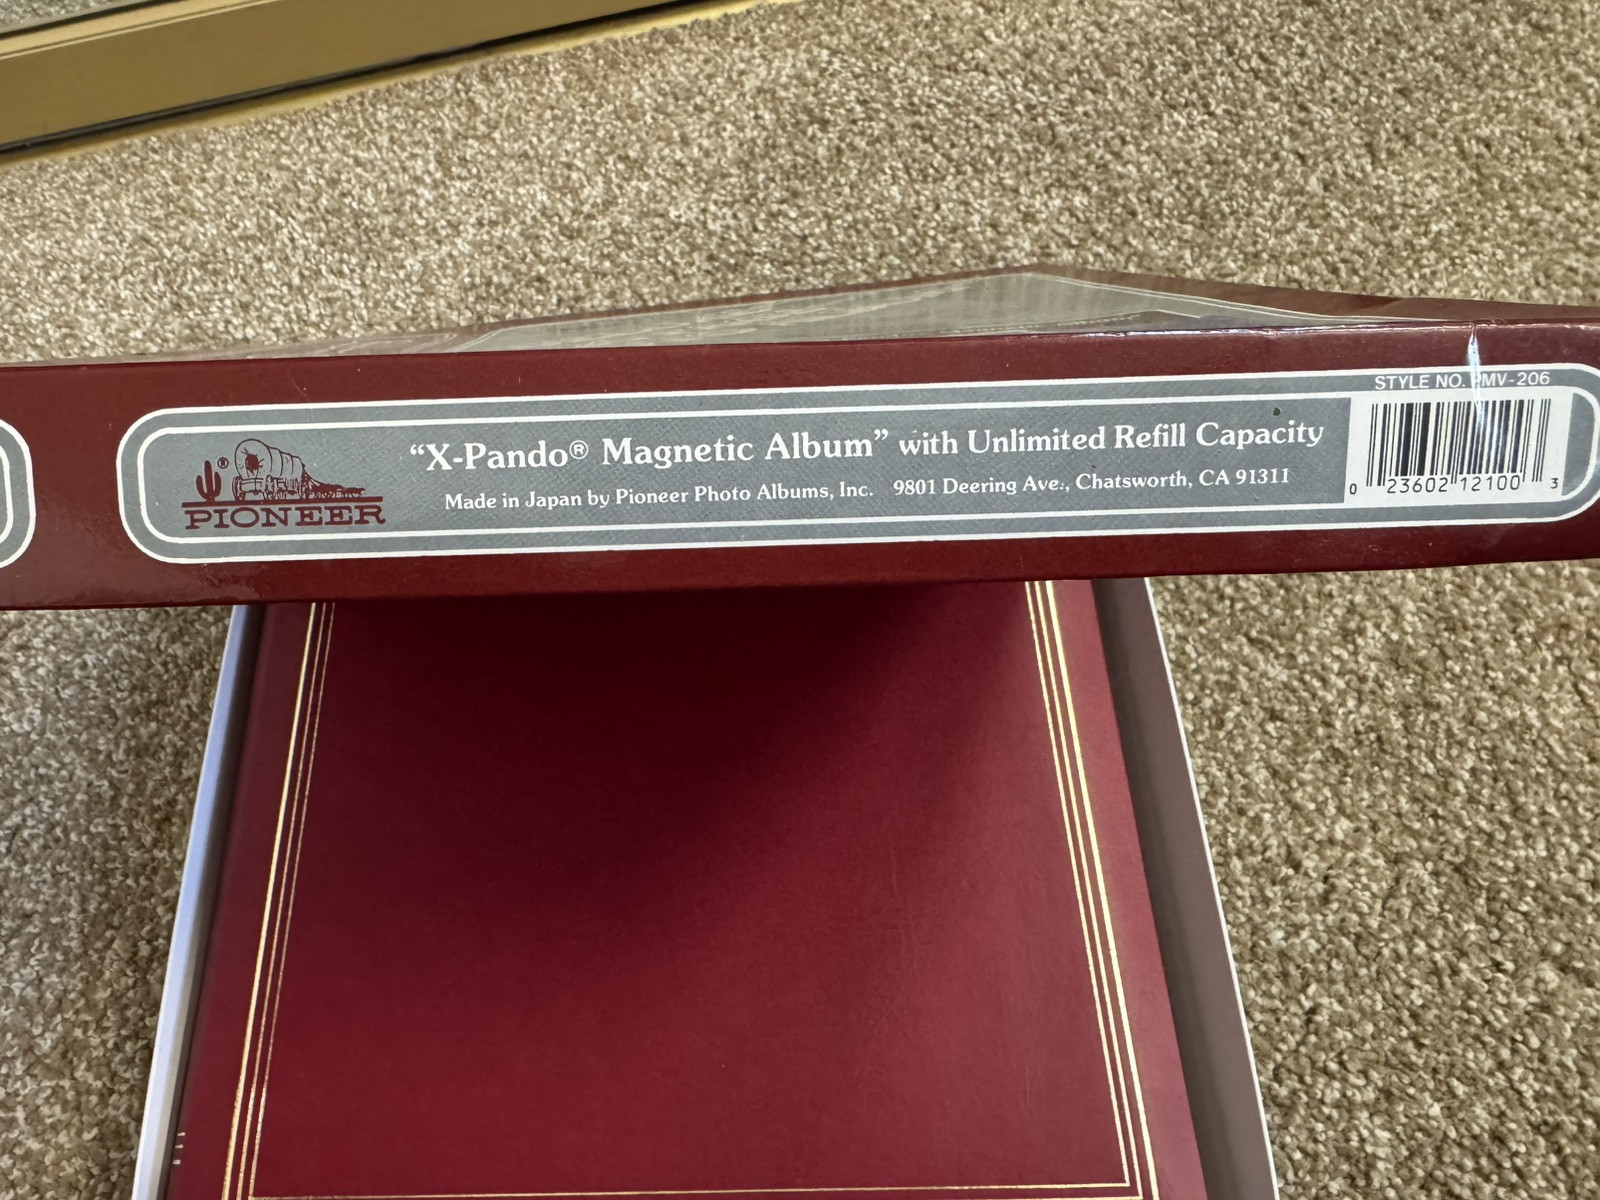 STYLE NO. PMV-206
"X-Pando® Magnetic Album" with Unlimited Refill Capacity
Made in Japan by Pioneer Photo Albums, Inc. 9801 Deering Ave., Chatsworth, CA 91311
®
PIONEER
0 23602 12100 3